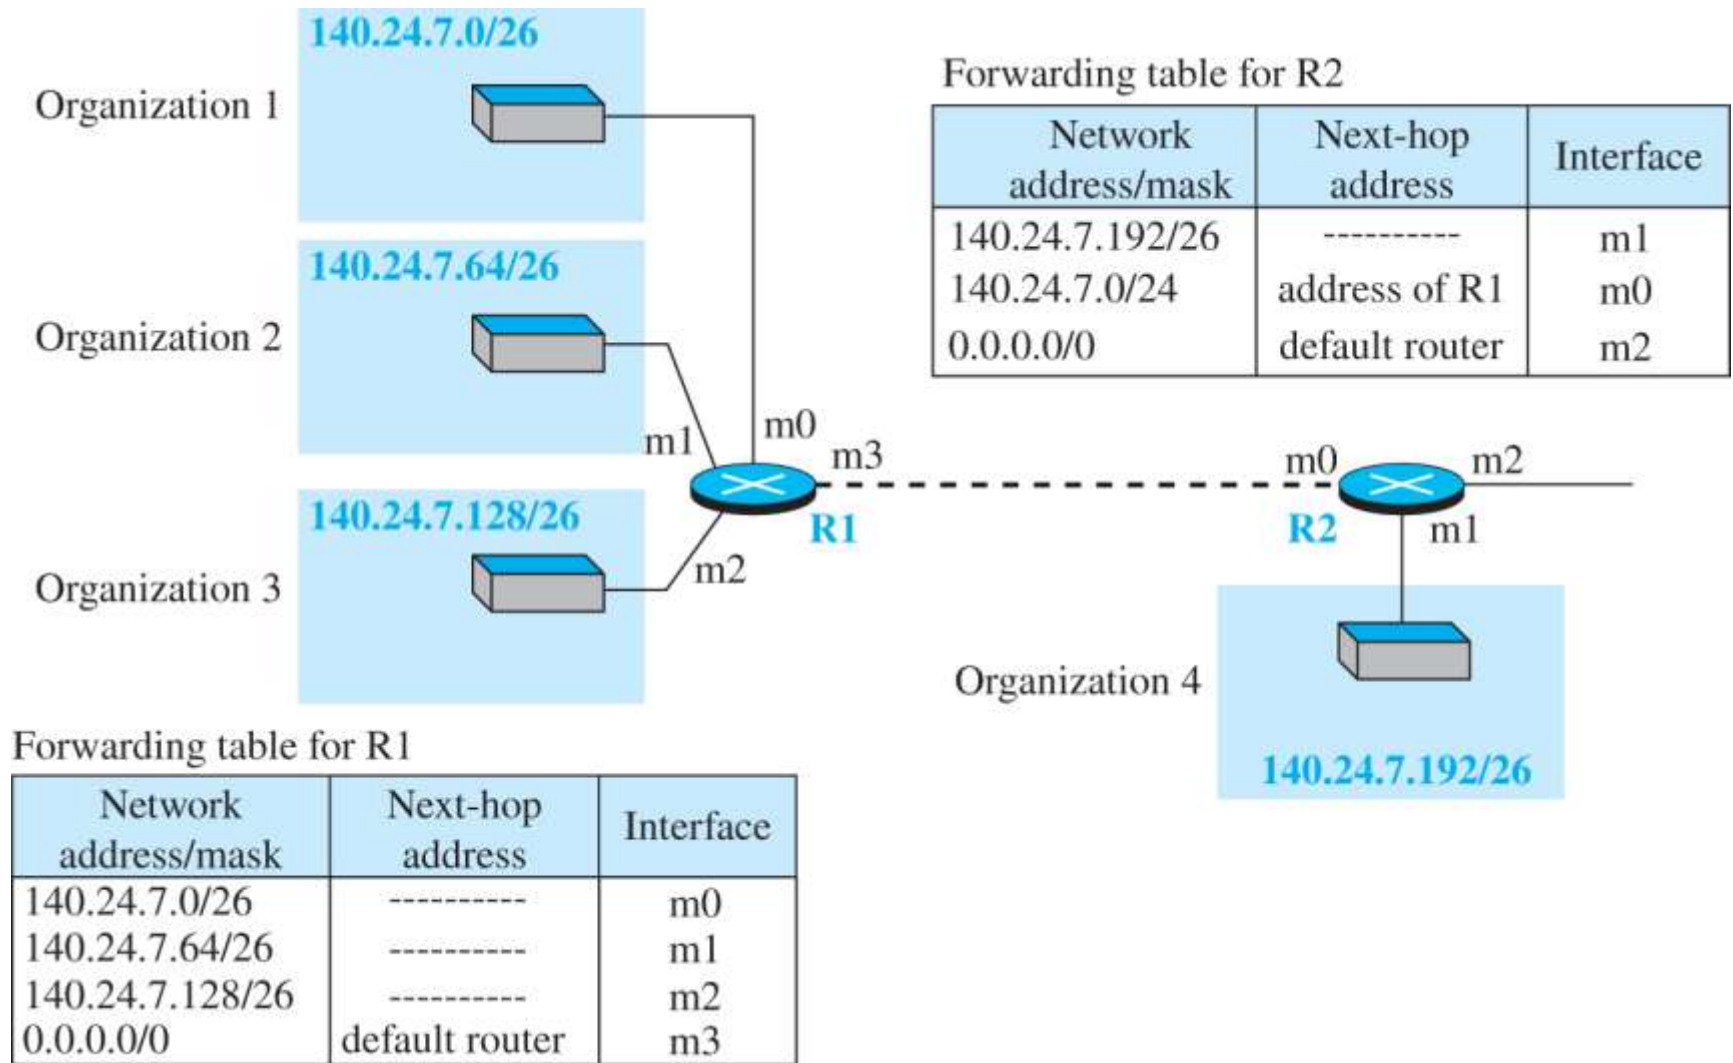 140.24.7.0/26
Organization 1
140.24.7.64/26
Organization 2
140.24.7.128/26
Organization 3
m1
m0
m3
m2
R1
Forwarding table for R2
Network address/mask | Next-hop address | Interface
140.24.7.192/26 | ---------- | m1
140.24.7.0/24 | address of R1 | m0
0.0.0.0/0 | default router | m2
m0
m2
R2
m1
Organization 4
140.24.7.192/26
Forwarding table for R1
Network address/mask | Next-hop address | Interface
140.24.7.0/26 | ---------- | m0
140.24.7.64/26 | ---------- | m1
140.24.7.128/26 | ---------- | m2
0.0.0.0/0 | default router | m3